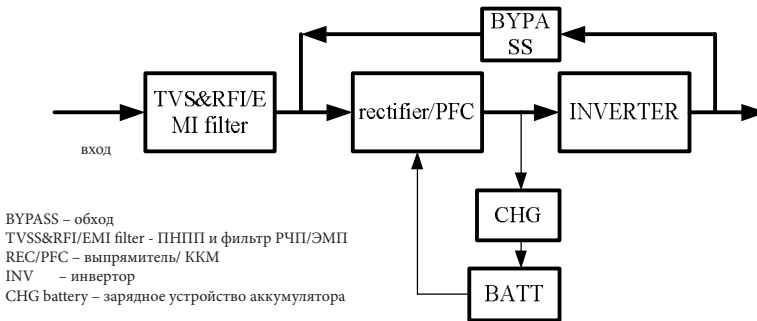 BYPA
SS
TVS&RFI/E
MI filter
rectifier/PFC
INVERTER
вход
CHG
BATT
BYPASS – обход
TVSS&RFI/EMI filter - ПНПП и фильтр РЧП/ЭМП
REC/PFC – выпрямитель/ ККМ
INV – инвертор
CHG battery – зарядное устройство аккумулятора